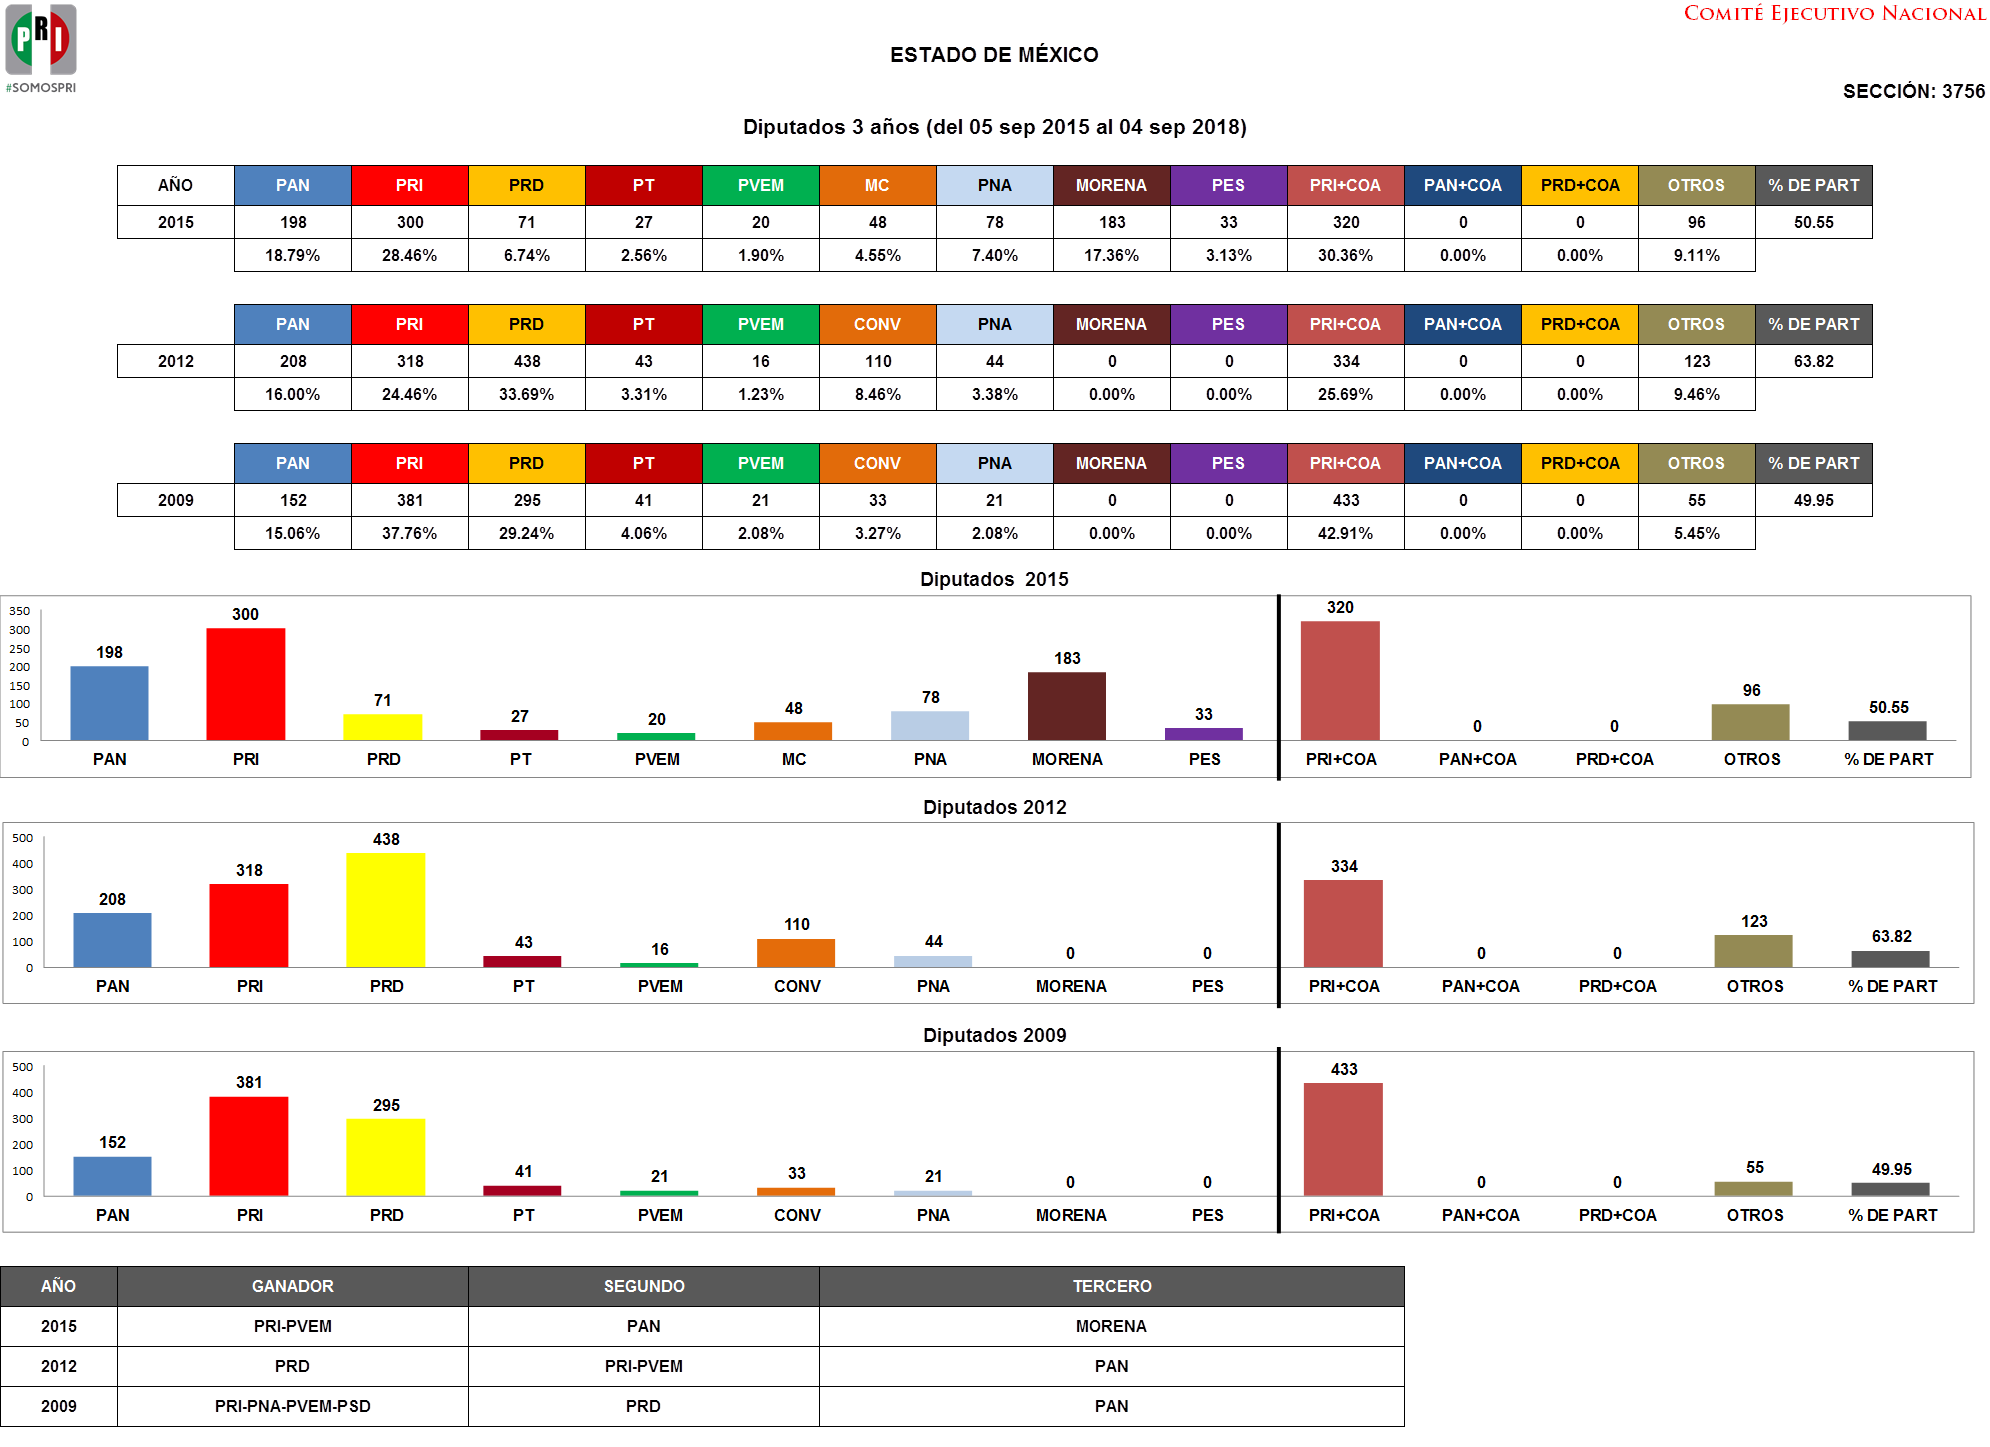 PRI
#SOMOSPRI
COMITÉ EJECUTIVO NACIONAL
ESTADO DE MÉXICO
SECCIÓN: 3756
Diputados 3 años (del 05 sep 2015 al 04 sep 2018)
AÑO PAN PRI PRD PT PVEM MC PNA MORENA PES PRI+COA PAN+COA PRD+COA OTROS % DE PART
2015 198 300 71 27 20 48 78 183 33 320 0 0 96 50.55
18.79% 28.46% 6.74% 2.56% 1.90% 4.55% 7.40% 17.36% 3.13% 30.36% 0.00% 0.00% 9.11%
PAN PRI PRD PT PVEM CONV PNA MORENA PES PRI+COA PAN+COA PRD+COA OTROS % DE PART
2012 208 318 438 43 16 110 44 0 0 334 0 0 123 63.82
16.00% 24.46% 33.69% 3.31% 1.23% 8.46% 3.38% 0.00% 0.00% 25.69% 0.00% 0.00% 9.46%
PAN PRI PRD PT PVEM CONV PNA MORENA PES PRI+COA PAN+COA PRD+COA OTROS % DE PART
2009 152 381 295 41 21 33 21 0 0 433 0 0 55 49.95
15.06% 37.76% 29.24% 4.06% 2.08% 3.27% 2.08% 0.00% 0.00% 42.91% 0.00% 0.00% 5.45%
Diputados 2015
350
300
250
200
150
100
50
0
198 300 71 27 20 48 78 183 33 320 0 0 96 50.55
PAN PRI PRD PT PVEM MC PNA MORENA PES PRI+COA PAN+COA PRD+COA OTROS % DE PART
Diputados 2012
500
400
300
200
100
0
208 318 438 43 16 110 44 0 0 334 0 0 123 63.82
PAN PRI PRD PT PVEM CONV PNA MORENA PES PRI+COA PAN+COA PRD+COA OTROS % DE PART
Diputados 2009
500
400
300
200
100
0
152 381 295 41 21 33 21 0 0 433 0 0 55 49.95
PAN PRI PRD PT PVEM CONV PNA MORENA PES PRI+COA PAN+COA PRD+COA OTROS % DE PART
AÑO GANADOR SEGUNDO TERCERO
2015 PRI-PVEM PAN MORENA
2012 PRD PRI-PVEM PAN
2009 PRI-PNA-PVEM-PSD PRD PAN